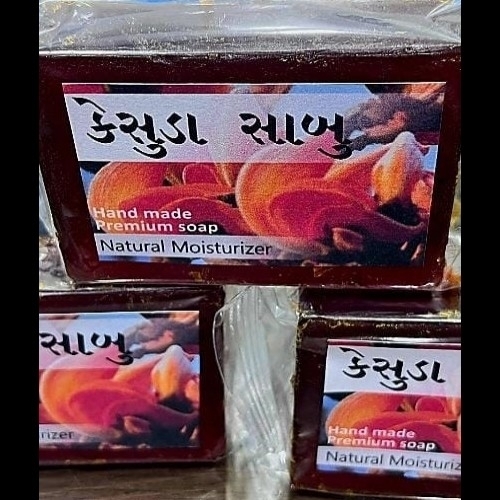 કેસુડા સાબુ
Hand made
Premium soap
Natural Moisturizer
સાબુ
rizer
કેસુડા
Hand made
Premium soap
Natural Moisturiz